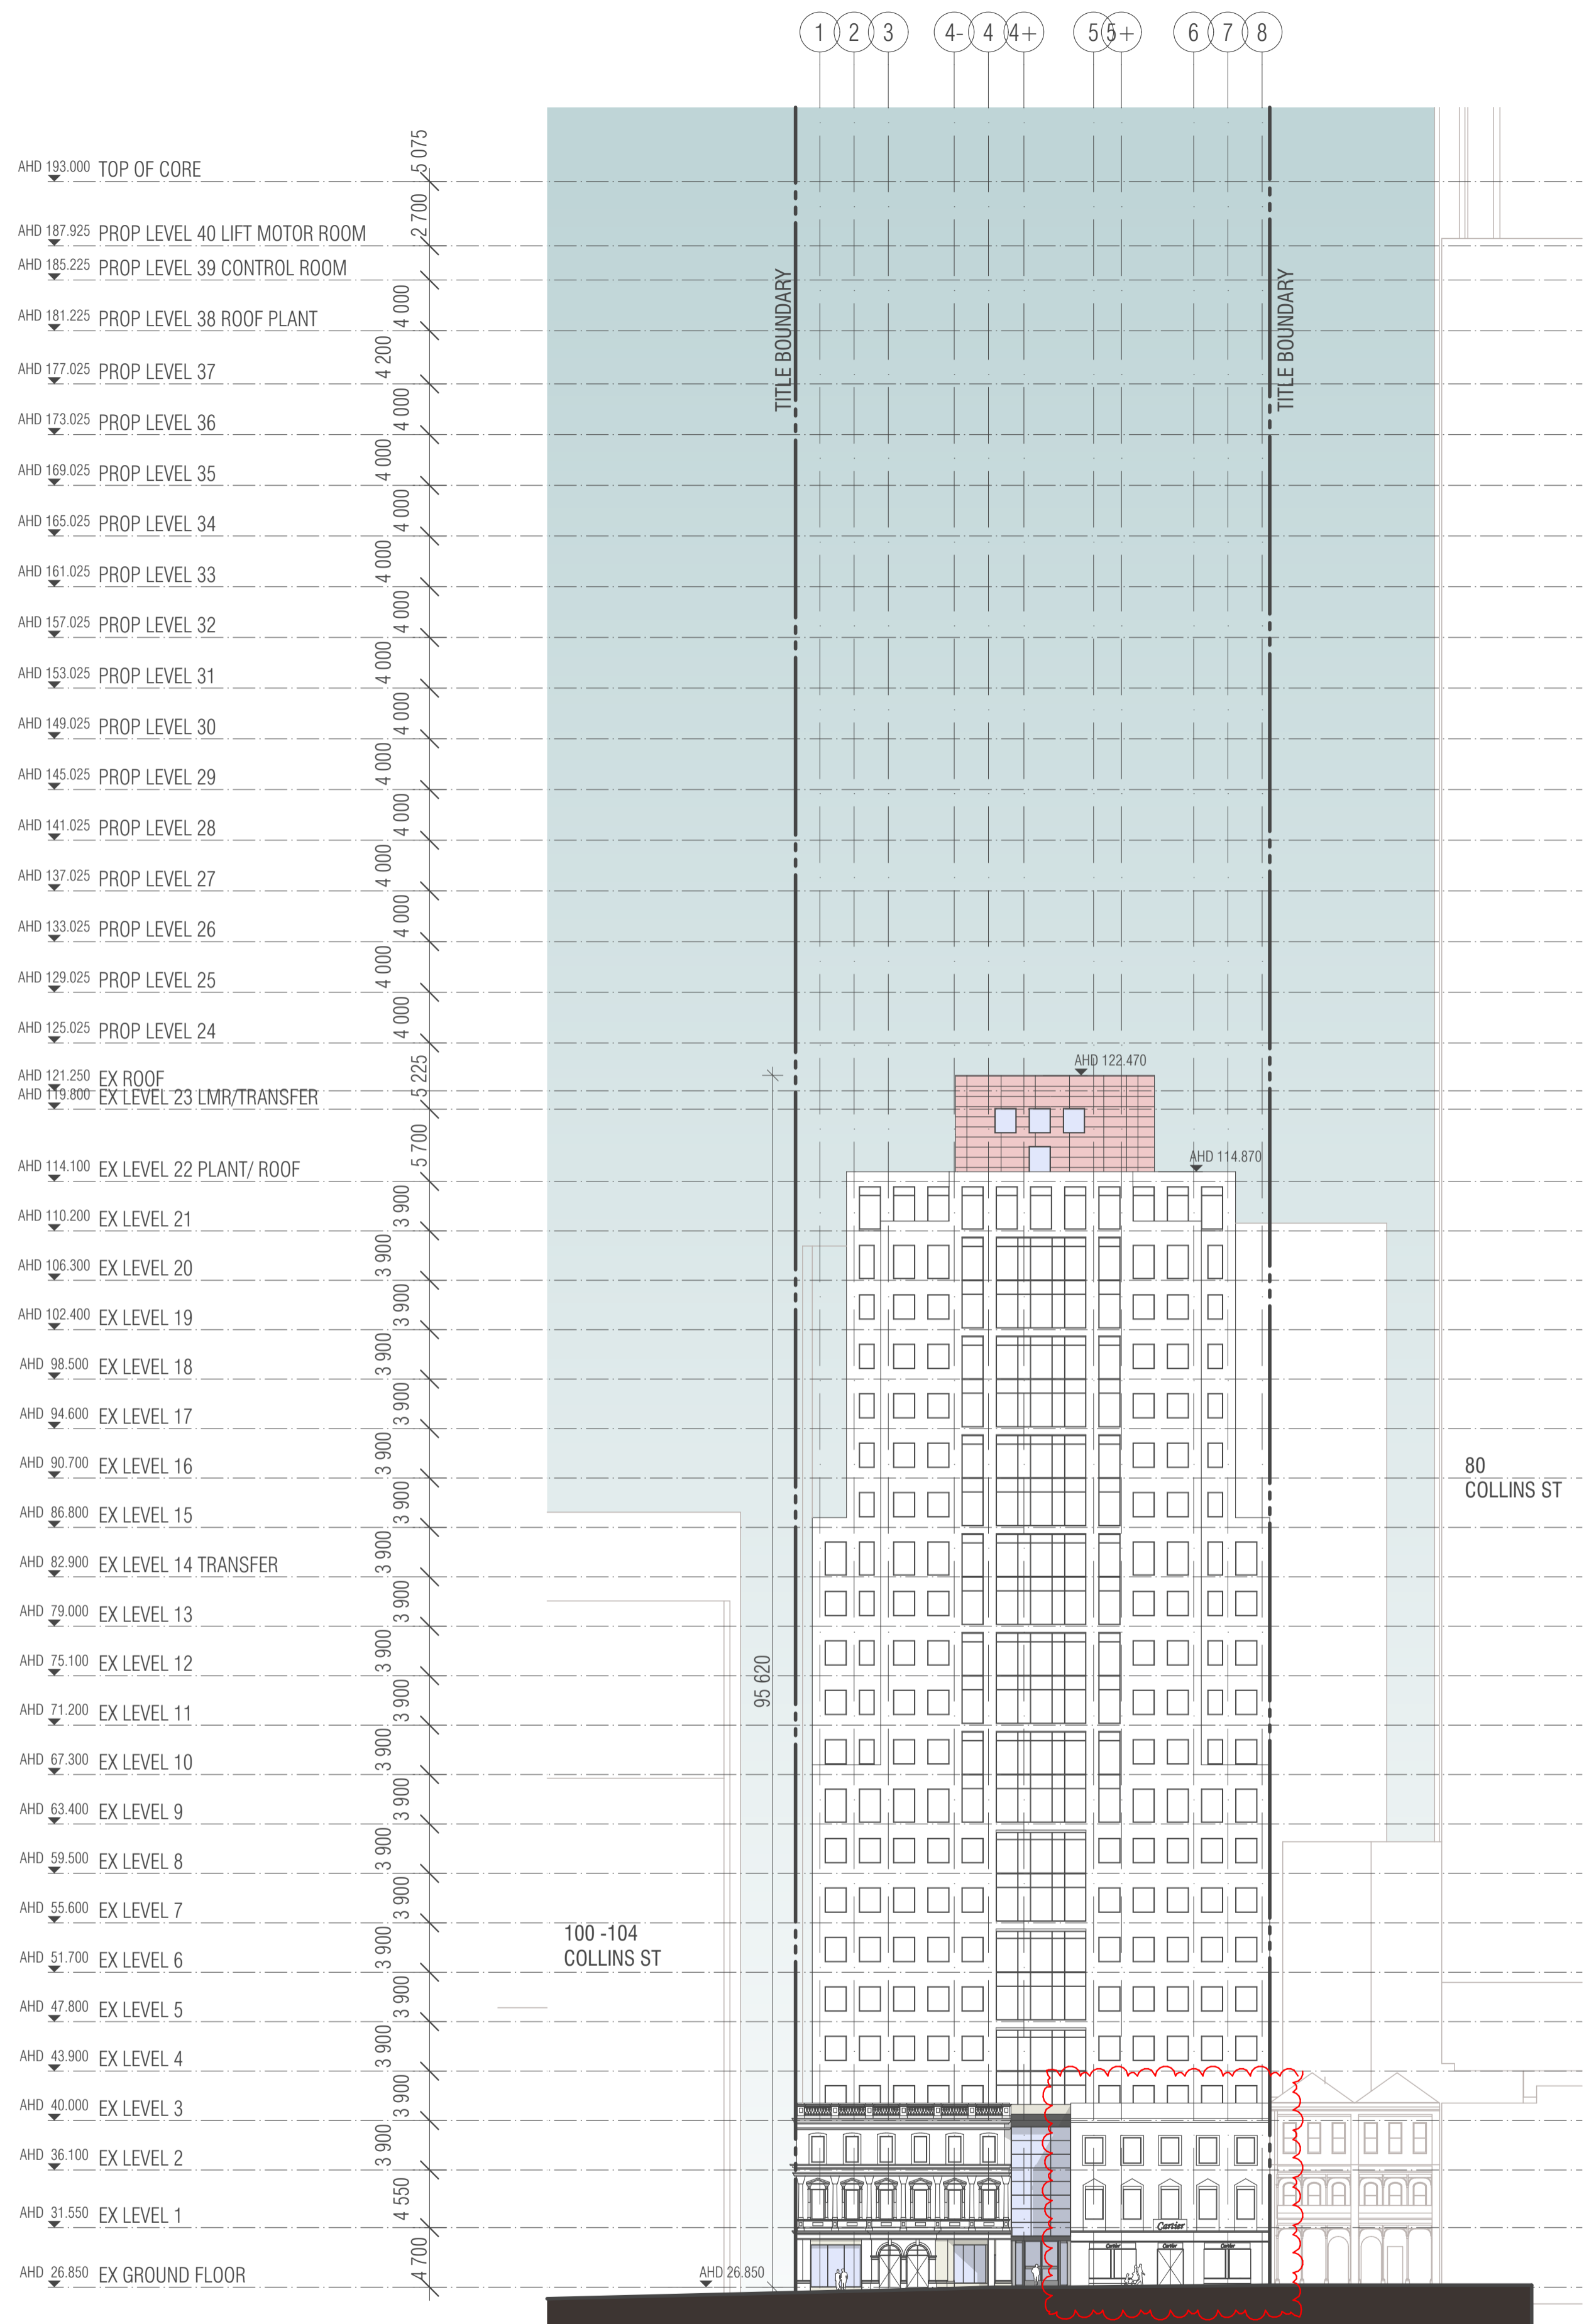 1 2 3 4- 4 4+ 5 5+ 6 7 8
5 075
AHD 193.000 TOP OF CORE
2 700
AHD 187.925 PROP LEVEL 40 LIFT MOTOR ROOM
AHD 185.225 PROP LEVEL 39 CONTROL ROOM
TITLE BOUNDARY
TITLE BOUNDARY
4 000
AHD 181.225 PROP LEVEL 38 ROOF PLANT
4 200
AHD 177.025 PROP LEVEL 37
4 000
AHD 173.025 PROP LEVEL 36
4 000
AHD 169.025 PROP LEVEL 35
4 000
AHD 165.025 PROP LEVEL 34
4 000
AHD 161.025 PROP LEVEL 33
4 000
AHD 157.025 PROP LEVEL 32
4 000
AHD 153.025 PROP LEVEL 31
4 000
AHD 149.025 PROP LEVEL 30
4 000
AHD 145.025 PROP LEVEL 29
4 000
AHD 141.025 PROP LEVEL 28
4 000
AHD 137.025 PROP LEVEL 27
4 000
AHD 133.025 PROP LEVEL 26
4 000
AHD 129.025 PROP LEVEL 25
4 000
AHD 125.025 PROP LEVEL 24
5 225
AHD 122.470
AHD 121.250 EX ROOF
AHD 119.800 EX LEVEL 23 LMR/TRANSFER
5 700
AHD 114.870
AHD 114.100 EX LEVEL 22 PLANT/ ROOF
3 900
AHD 110.200 EX LEVEL 21
3 900
AHD 106.300 EX LEVEL 20
3 900
AHD 102.400 EX LEVEL 19
3 900
AHD 98.500 EX LEVEL 18
3 900
AHD 94.600 EX LEVEL 17
3 900
AHD 90.700 EX LEVEL 16
80
COLLINS ST
3 900
AHD 86.800 EX LEVEL 15
3 900
AHD 82.900 EX LEVEL 14 TRANSFER
3 900
AHD 79.000 EX LEVEL 13
3 900
AHD 75.100 EX LEVEL 12
95 620
3 900
AHD 71.200 EX LEVEL 11
3 900
AHD 67.300 EX LEVEL 10
3 900
AHD 63.400 EX LEVEL 9
3 900
AHD 59.500 EX LEVEL 8
3 900
AHD 55.600 EX LEVEL 7
100 -104
COLLINS ST
3 900
AHD 51.700 EX LEVEL 6
3 900
AHD 47.800 EX LEVEL 5
3 900
AHD 43.900 EX LEVEL 4
3 900
AHD 40.000 EX LEVEL 3
3 900
AHD 36.100 EX LEVEL 2
4 550
AHD 31.550 EX LEVEL 1
Cartier
Cartier Cartier Cartier
4 700
AHD 26.850 EX GROUND FLOOR
AHD 26.850